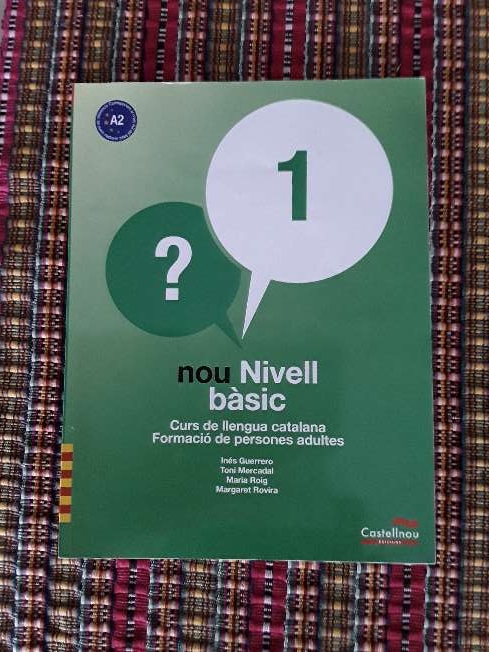 A2
1
?
nou Nivell
bàsic
Curs de llengua catalana
Formació de persones adultes
Inés Guerrero
Toni Mercadal
Maria Roig
Margaret Rovira
Castellnou